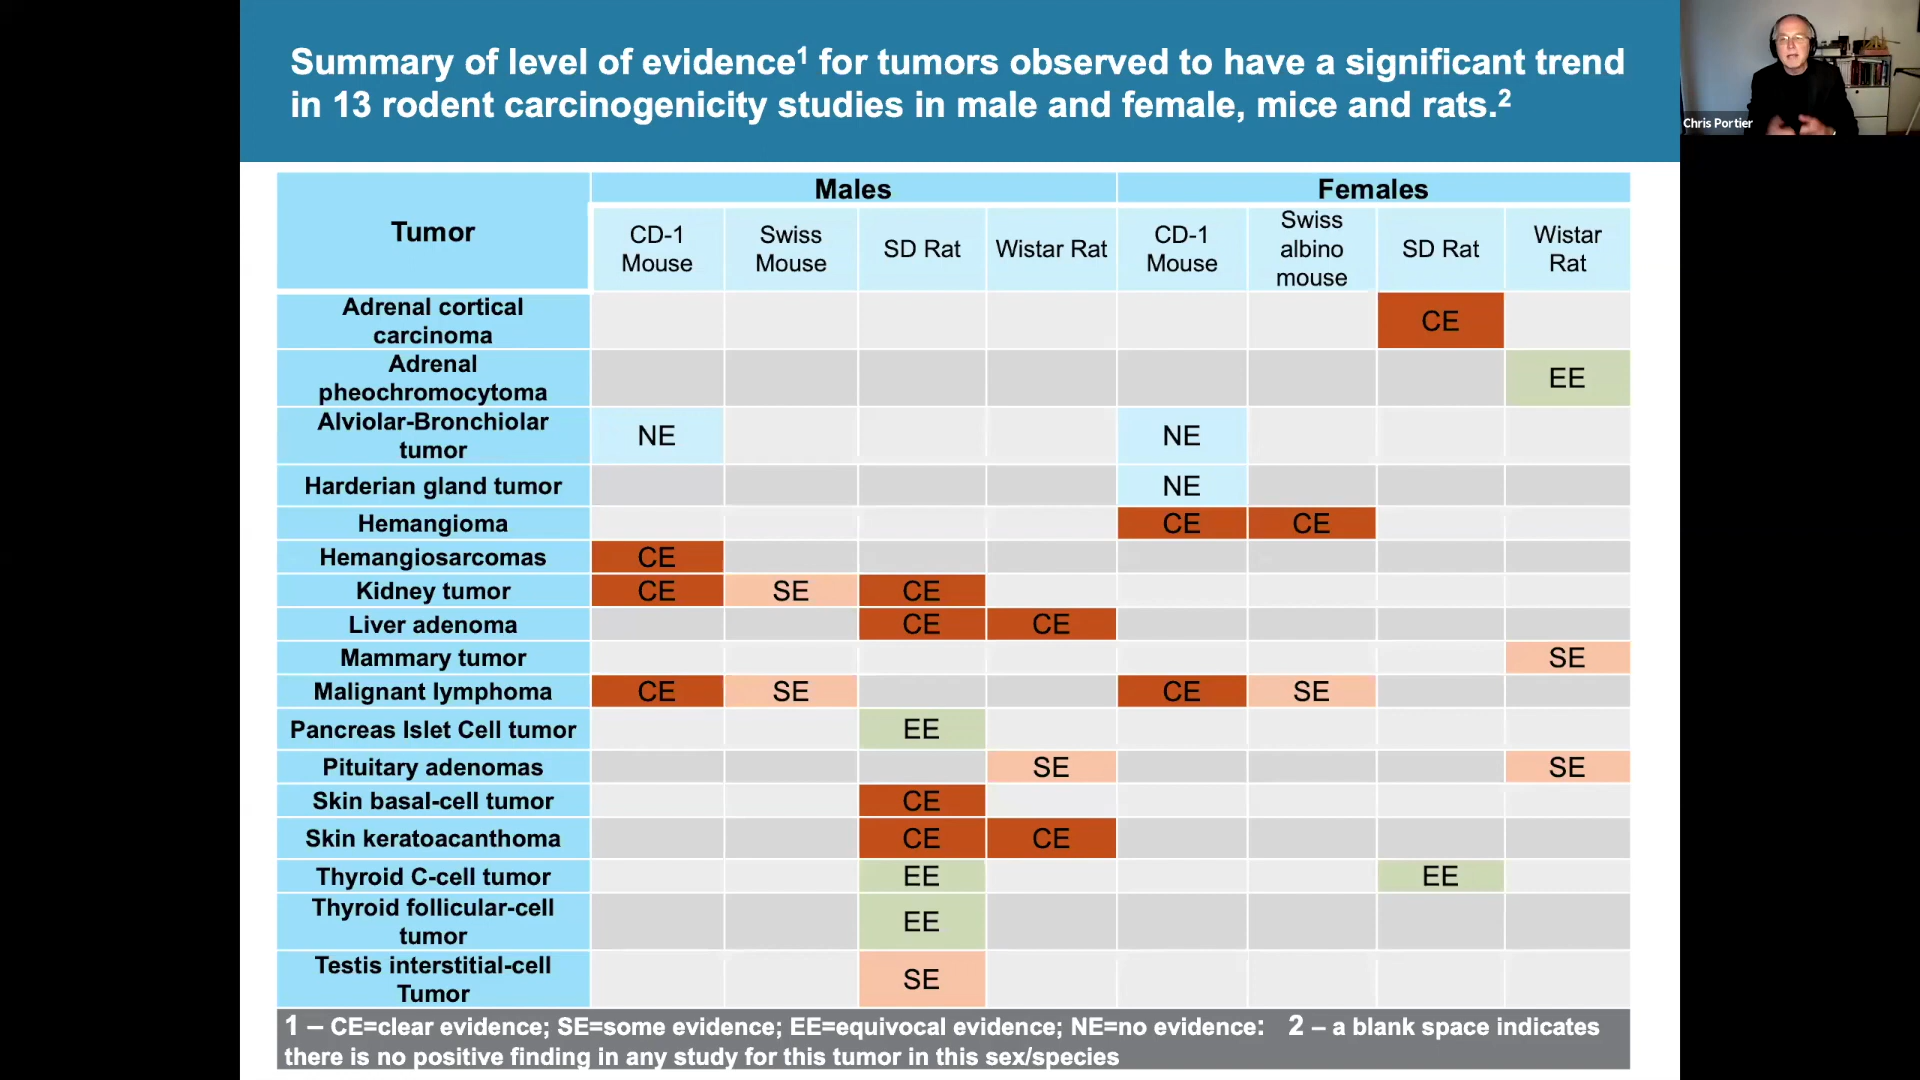 Summary of level of evidence1 for tumors observed to have a significant trend
in 13 rodent carcinogenicity studies in male and female, mice and rats.2
Chris Portier
Tumor
Males
Females
CD-1
Mouse
Swiss
Mouse
SD Rat
Wistar Rat
CD-1
Mouse
Swiss
albino
mouse
SD Rat
Wistar
Rat
Adrenal cortical
carcinoma
CE
Adrenal
pheochromocytoma
EE
Alviolar-Bronchiolar
tumor
NE
NE
Harderian gland tumor
NE
Hemangioma
CE
CE
Hemangiosarcomas
CE
Kidney tumor
CE
SE
CE
Liver adenoma
CE
CE
Mammary tumor
SE
Malignant lymphoma
CE
SE
CE
SE
Pancreas Islet Cell tumor
EE
Pituitary adenomas
SE
SE
Skin basal-cell tumor
CE
Skin keratoacanthoma
CE
CE
Thyroid C-cell tumor
EE
EE
Thyroid follicular-cell
tumor
EE
Testis interstitial-cell
Tumor
SE
1 – CE=clear evidence; SE=some evidence; EE=equivocal evidence; NE=no evidence: 2 – a blank space indicates
there is no positive finding in any study for this tumor in this sex/species